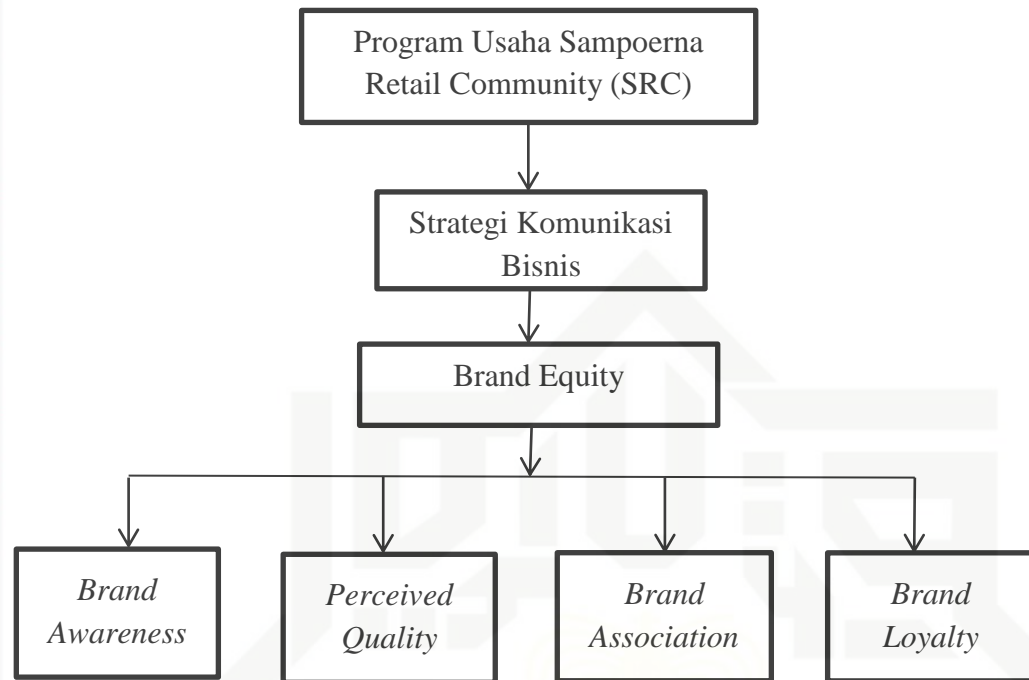 Program Usaha Sampoerna
Retail Community (SRC)
Strategi Komunikasi
Bisnis
Brand Equity
Brand
Awareness
Perceived
Quality
Brand
Association
Brand
Loyalty